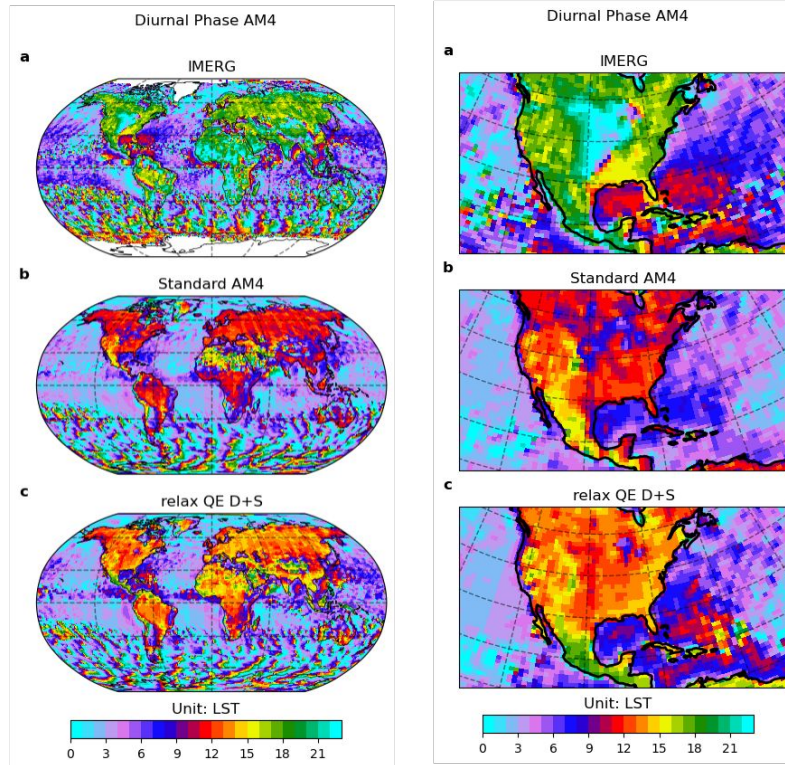 Diurnal Phase AM4
a
IMERG
b
Standard AM4
c
relax QE D+S
Unit: LST
0 3 6 9 12 15 18 21
Diurnal Phase AM4
a
IMERG
b
Standard AM4
c
relax QE D+S
Unit: LST
0 3 6 9 12 15 18 21